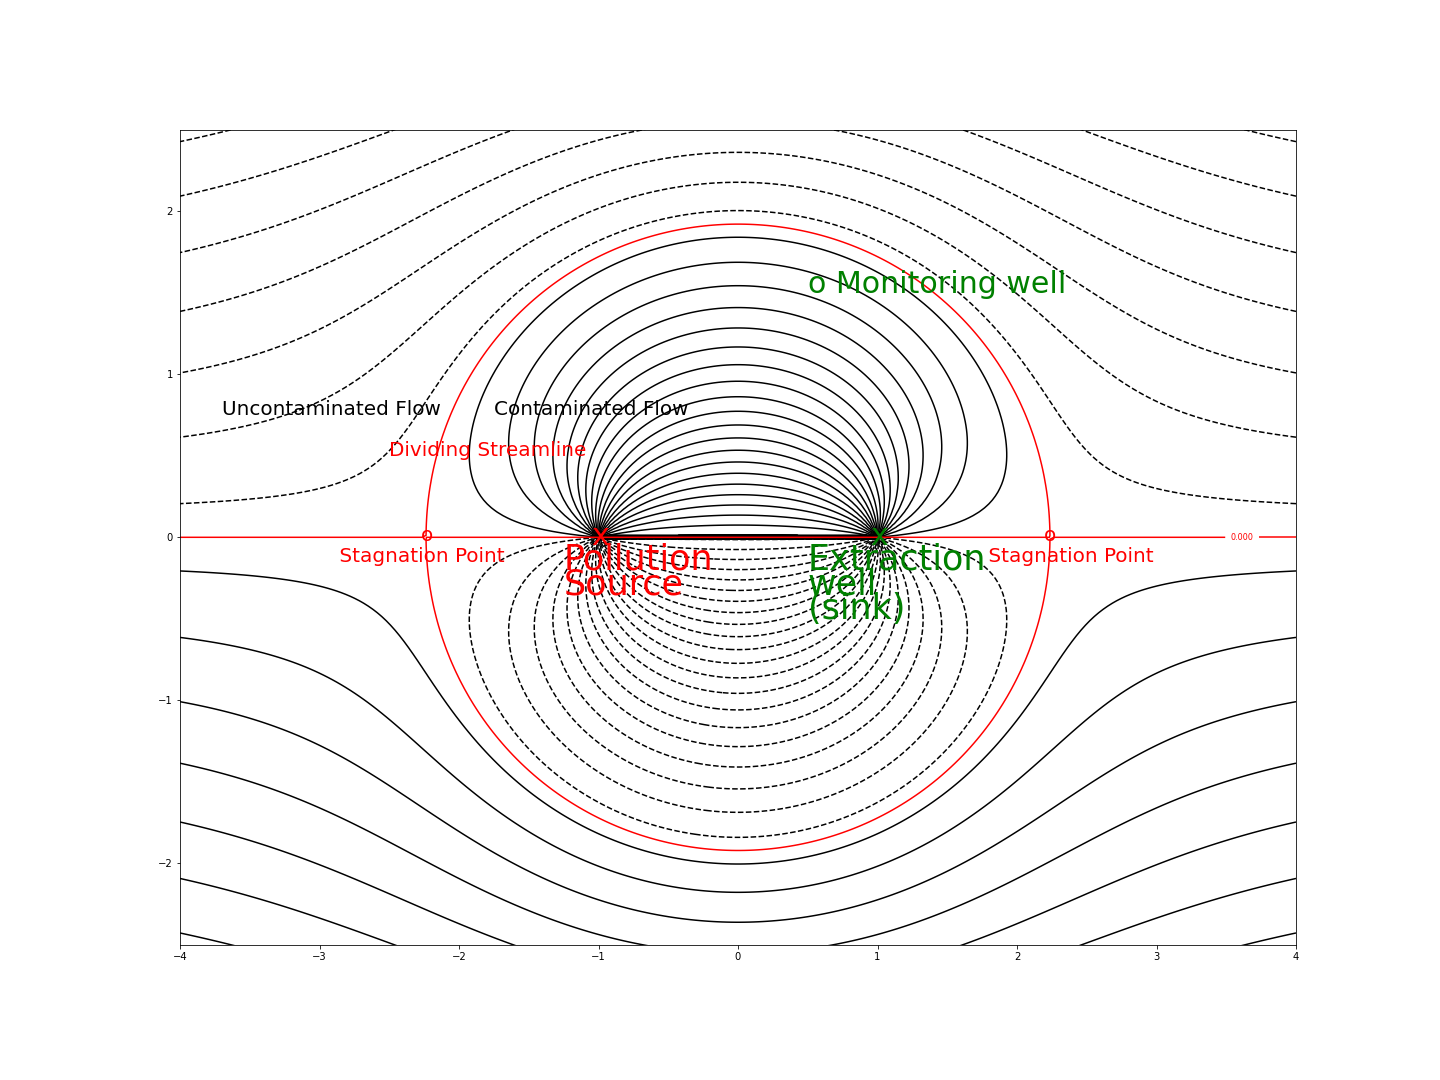 2
o Monitoring well
1
Uncontaminated Flow
Contaminated Flow
Dividing Streamline
0
0.000
Stagnation Point
Pollution
Source
Extraction
well
(sink)
Stagnation Point
−1
−2
−4 −3 −2 −1 0 1 2 3 4